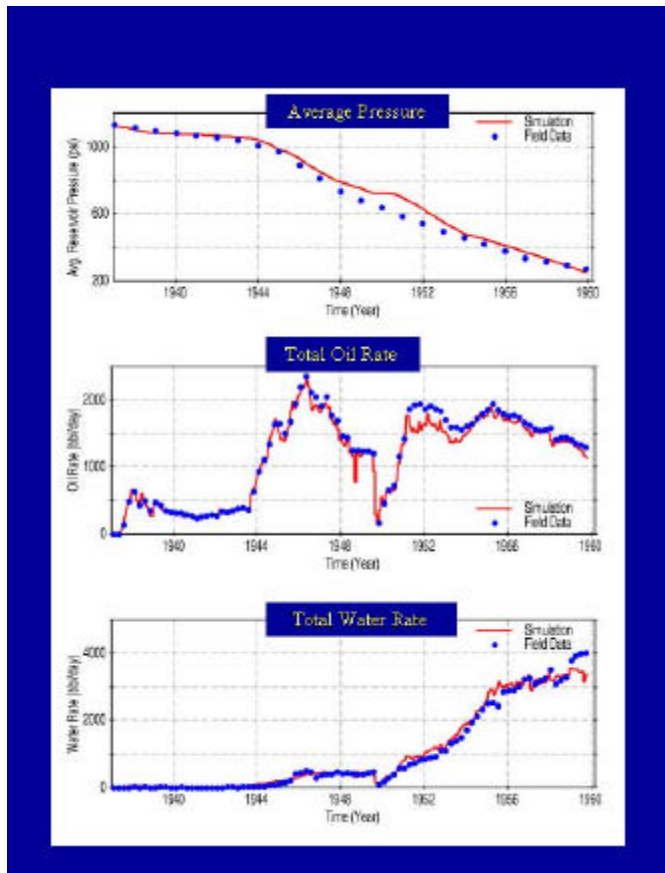 Average Pressure
Simulation
Field Data
Avg. Reservoir Pressure (psi)
1000
600
200
1940
1944
1948
1952
1956
1960
Time (Year)
Total Oil Rate
Oil Rate (bbl/day)
2000
1000
0
Simulation
Field Data
1940
1944
1948
1952
1956
1960
Time (Year)
Total Water Rate
Simulation
Field Data
Water Rate (bbl/day)
4000
2000
0
1940
1944
1948
1952
1956
1960
Time (Year)